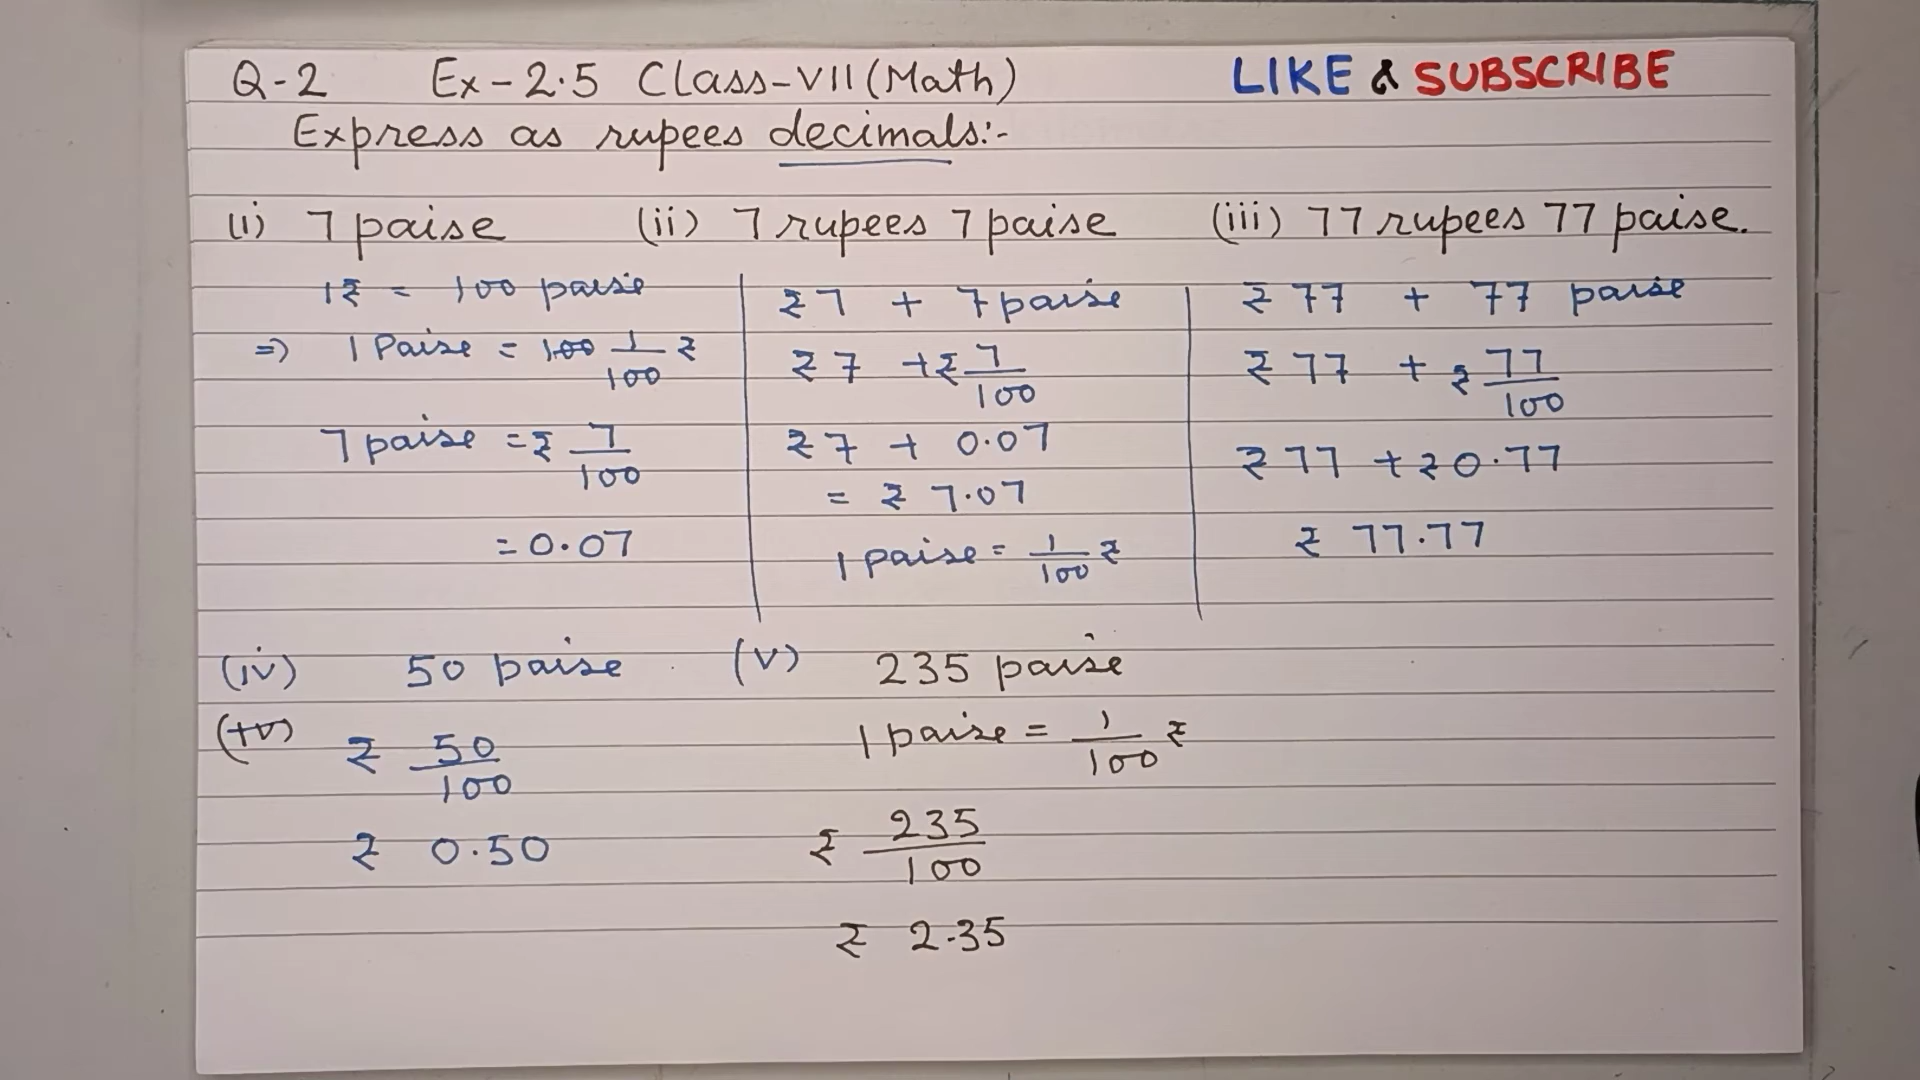 Q-2 Ex-2.5 Class-VII (Math) LIKE & SUBSCRIBE
Express as rupees decimals:-
(i) 7 paise (ii) 7 rupees 7 paise (iii) 77 rupees 77 paise.
1₹ = 100 paise
=> 1 Paise = 100 1/100 ₹
7 paise = ₹ 7/100
= 0.07
₹ 7 + 7 paise
₹ 7 + ₹ 7/100
₹ 7 + 0.07
= ₹ 7.07
1 paise = 1/100 ₹
₹ 77 + 77 paise
₹ 77 + ₹ 77/100
₹ 77 + ₹ 0.77
₹ 77.77
(iv) 50 paise (v) 235 paise
(iv)
₹ 50/100
₹ 0.50
1 paise = 1/100 ₹
₹ 235/100
₹ 2.35